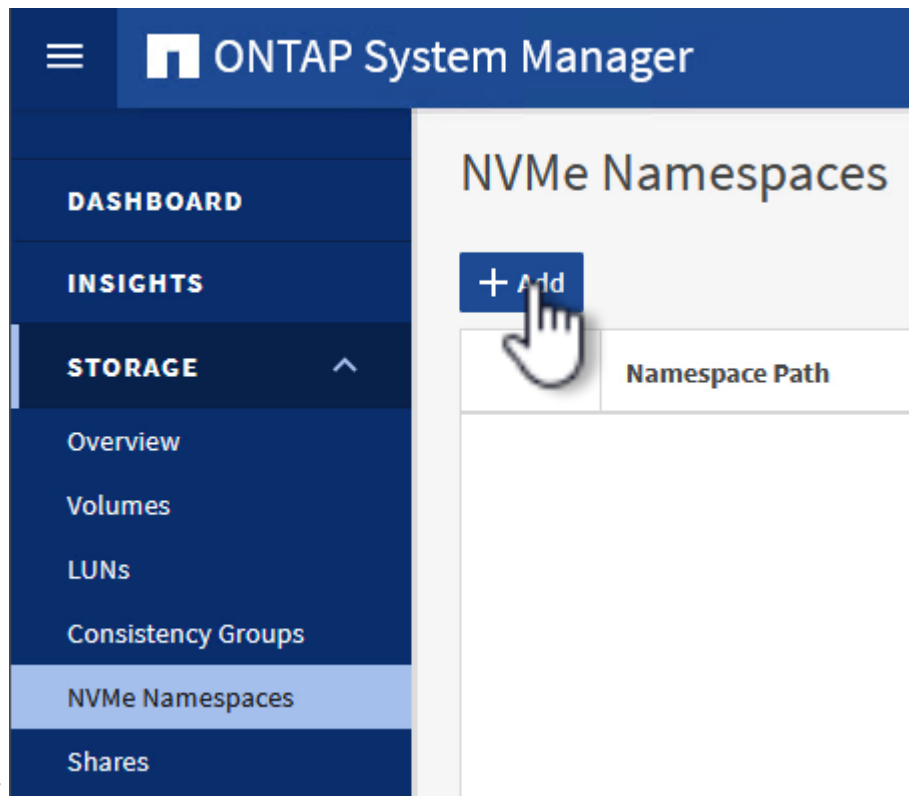 ONTAP System Manager
DASHBOARD
INSIGHTS
STORAGE
Overview
Volumes
LUNs
Consistency Groups
NVMe Namespaces
Shares
NVMe Namespaces
+ Add
Namespace Path